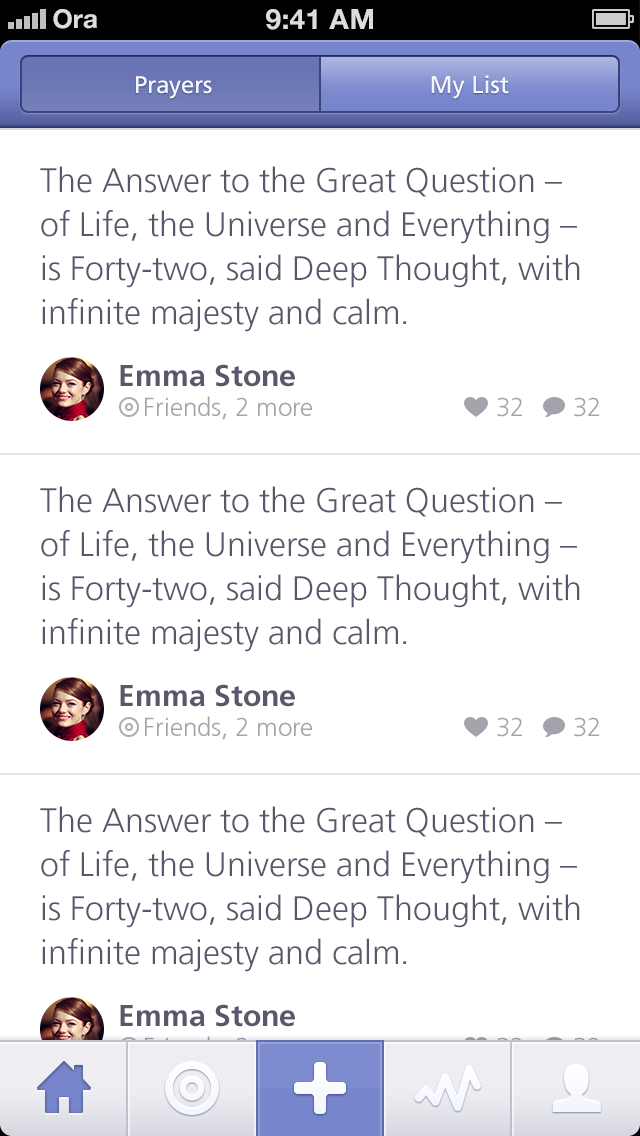 Ora 9:41 AM
Prayers My List
The Answer to the Great Question –
of Life, the Universe and Everything –
is Forty-two, said Deep Thought, with
infinite majesty and calm.
Emma Stone
Friends, 2 more 32 32
The Answer to the Great Question –
of Life, the Universe and Everything –
is Forty-two, said Deep Thought, with
infinite majesty and calm.
Emma Stone
Friends, 2 more 32 32
The Answer to the Great Question –
of Life, the Universe and Everything –
is Forty-two, said Deep Thought, with
infinite majesty and calm.
Emma Stone